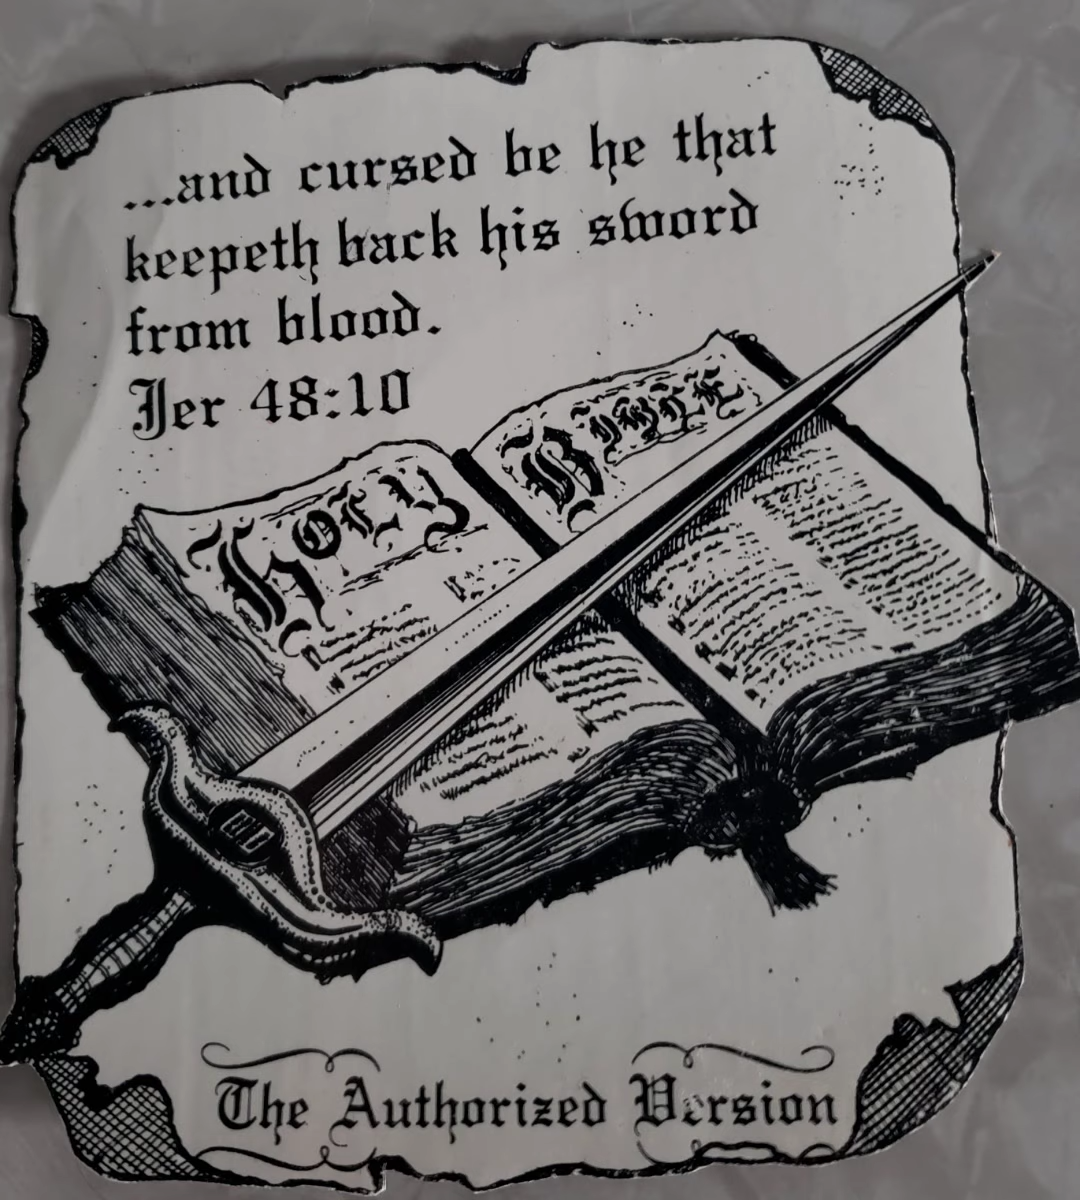 ...and cursed be he that
keepeth back his sword
from blood.
Jer 48:10
Holy Bible
The Authorized Version